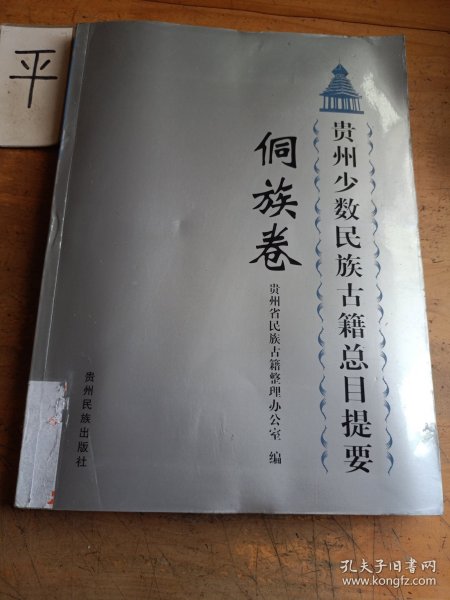 平
贵州少数民族古籍总目提要
侗族卷
贵州省民族古籍整理办公室 编
贵州民族出版社
孔夫子旧书网
www.kongfz.com